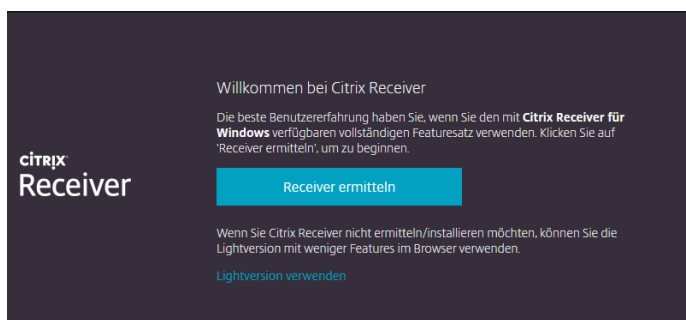 Willkommen bei Citrix Receiver
Die beste Benutzererfahrung haben Sie, wenn Sie den mit Citrix Receiver für
Windows verfügbaren vollständigen Featuresatz verwenden. Klicken Sie auf
'Receiver ermitteln', um zu beginnen.
CITRIX
Receiver
Receiver ermitteln
Wenn Sie Citrix Receiver nicht ermitteln/installieren möchten, können Sie die
Lightversion mit weniger Features im Browser verwenden.
Lightversion verwenden